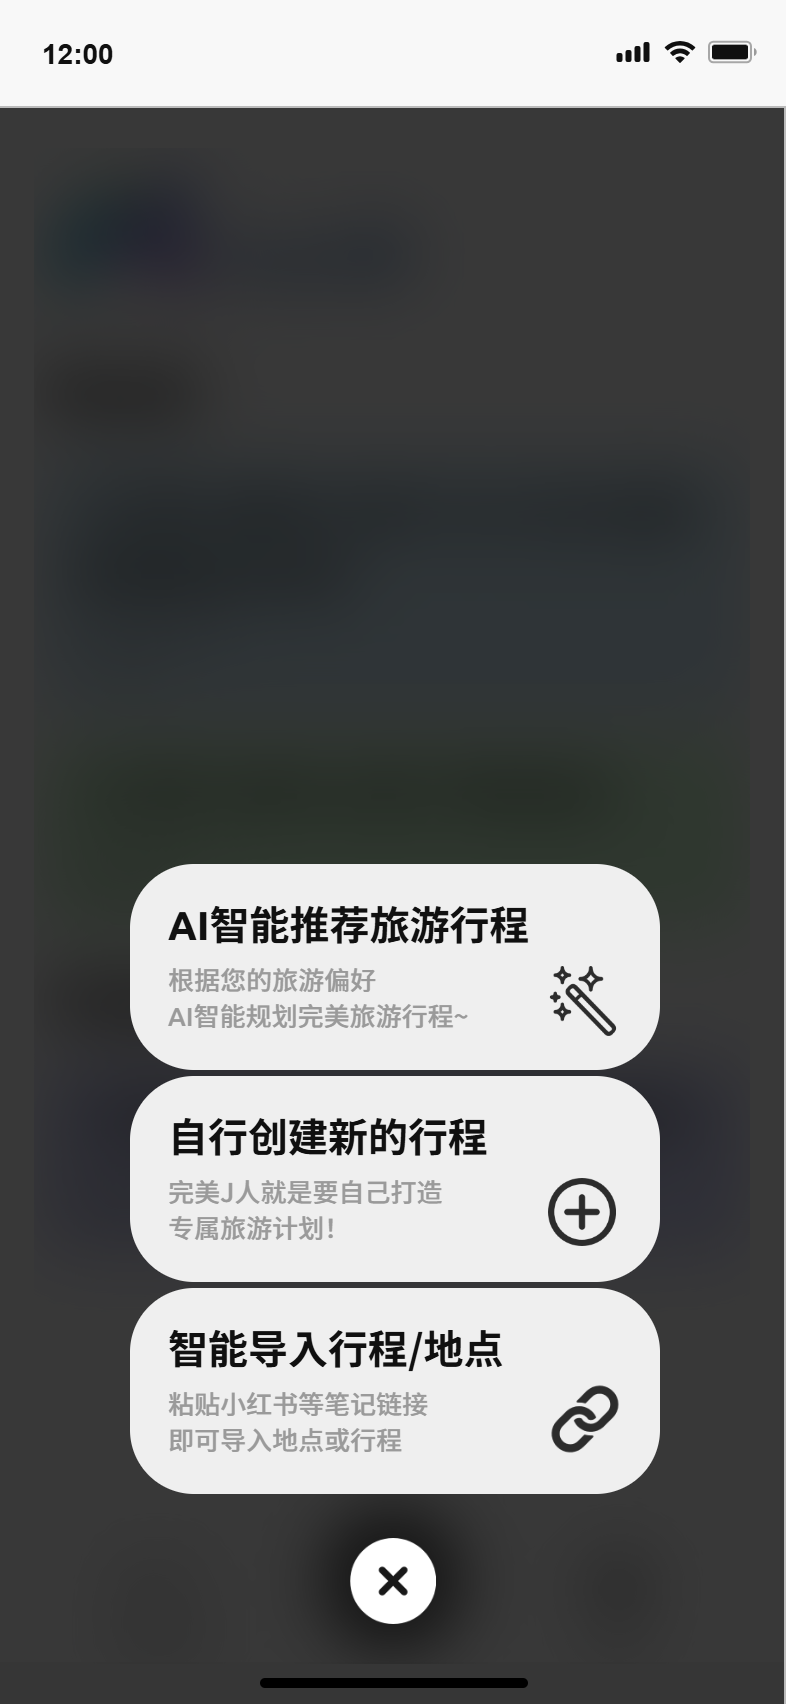 12:00
AI智能推荐旅游行程
根据您的旅游偏好
AI智能规划完美旅游行程~
自行创建新的行程
完美J人就是要自己打造
专属旅游计划！
智能导入行程/地点
粘贴小红书等笔记链接
即可导入地点或行程